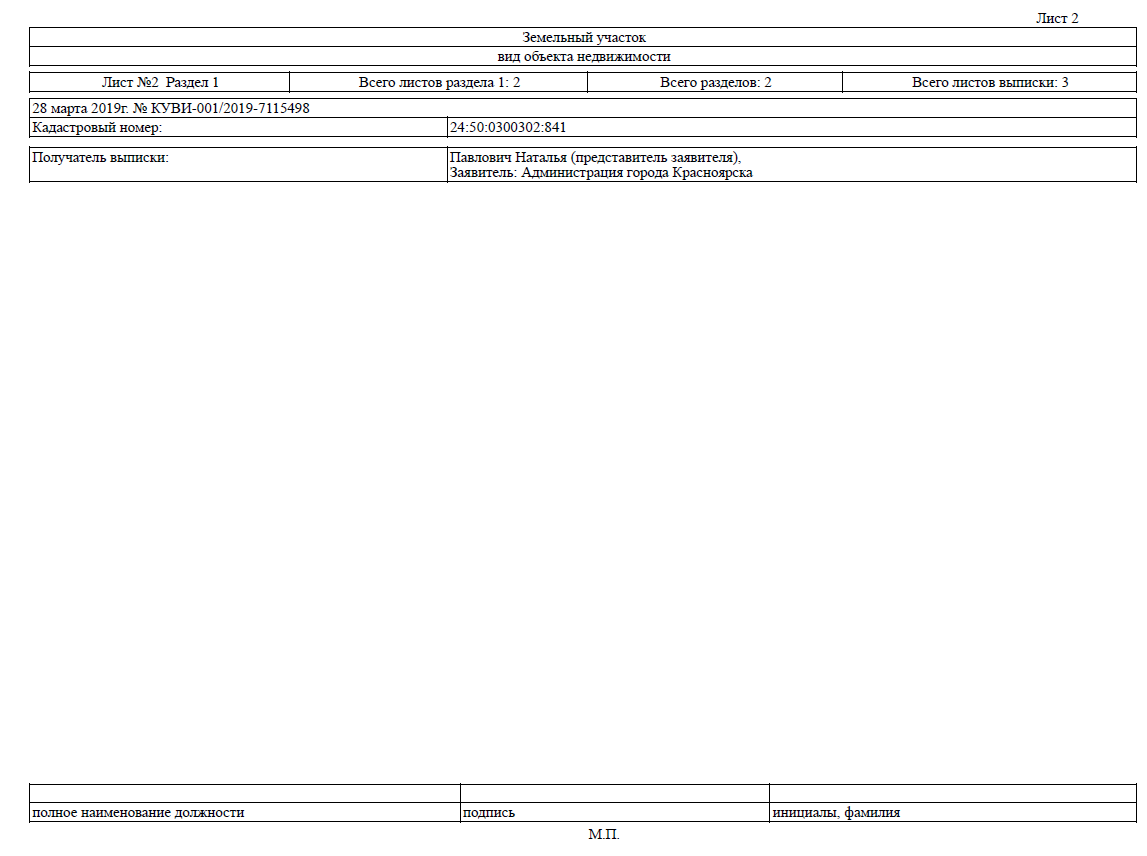 Лист 2
Земельный участок
вид объекта недвижимости
Лист №2 Раздел 1 Всего листов раздела 1: 2 Всего разделов: 2 Всего листов выписки: 3
28 марта 2019г. № КУВИ-001/2019-7115498
Кадастровый номер: 24:50:0300302:841
Получатель выписки: Павлович Наталья (представитель заявителя),
Заявитель: Администрация города Красноярска
полное наименование должности подпись инициалы, фамилия
М.П.